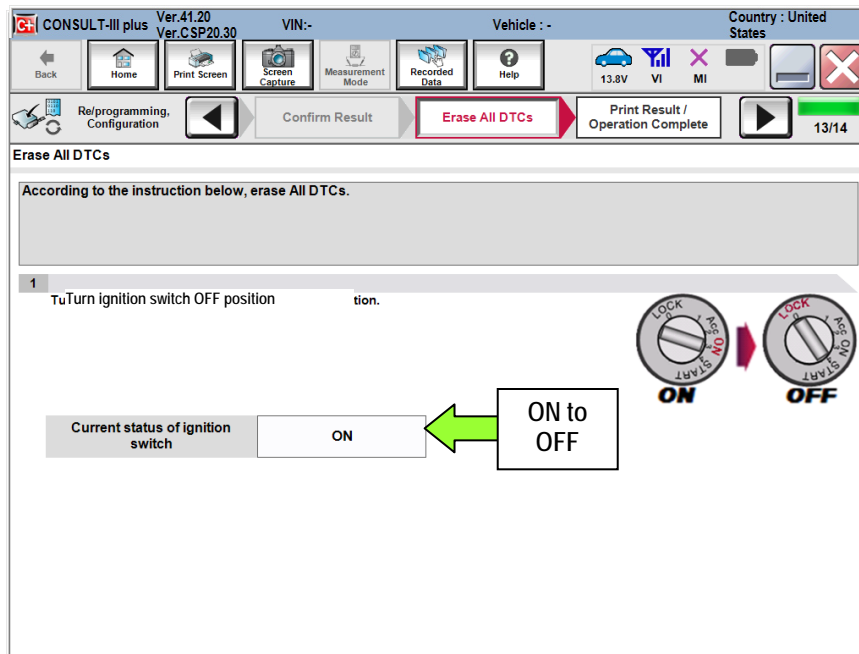 CONSULT-III plus Ver.41.20 Ver.CSP20.30 VIN:- Vehicle : - Country : United States
Back Home Print Screen Screen Capture Measurement Mode Recorded Data Help 13.8V VI MI
Re/programming, Configuration Confirm Result Erase All DTCs Print Result / Operation Complete 13/14
Erase All DTCs
According to the instruction below, erase All DTCs.
1
TuTurn ignition switch OFF position tion.
LOCK 0 1 Acc ON START
LOCK 0 1 Acc ON START
ON OFF
ON to
OFF
Current status of ignition
switch
ON